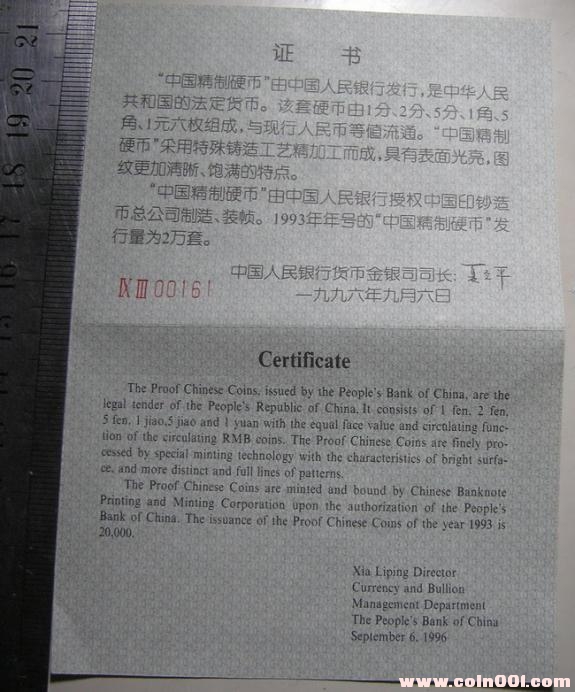 证 书
“中国精制硬币”由中国人民银行发行，是中华人民
共和国的法定货币。该套硬币由1分、2分、5分、1角、5
角、1元六枚组成，与现行人民币等值流通。“中国精制
硬币”采用特殊铸造工艺精加工而成，具有表面光亮，图
纹更加清晰、饱满的特点。
“中国精制硬币”由中国人民银行授权中国印钞造
币总公司制造、装帧。1993年年号的“中国精制硬币”发
行量为2万套。
中国人民银行货币金银司司长：夏立平
一九九六年九月六日
ⅨⅢ00161
Certificate
The Proof Chinese Coins, issued by the People's Bank of China, are the
legal tender of the People's Republic of China. It consists of 1 fen, 2 fen,
5 fen, 1 jiao,5 jiao and 1 yuan with the equal face value and circulating func-
tion of the circulating RMB coins. The Proof Chinese Coins are finely pro-
cessed by special minting technology with the characteristics of bright surfa-
ce, and more distinct and full lines of patterns.
The Proof Chinese Coins are minted and bound by Chinese Banknote
Printing and Minting Corporation upon the authorization of the People's
Bank of China. The issuance of the Proof Chinese Coins of the year 1993 is
20,000.
Xia Liping Director
Currency and Bullion
Management Department
The People's Bank of China
September 6, 1996
21
20
19
18
17
16
15
14
13
www.coin001.com